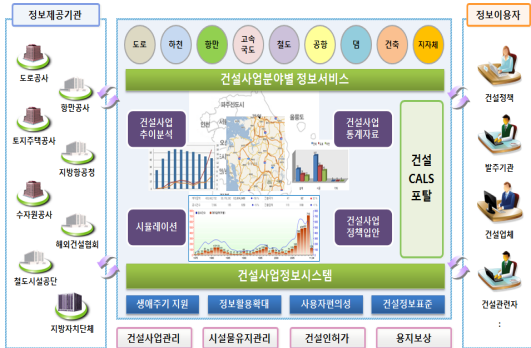 정보제공기관
도로공사
항만공사
토지주택공사
지방항공청
수자원공사
해외건설협회
철도시설공단
지방자치단체
도로
하천
항만
고속
국도
철도
공항
댐
건축
지자체
건설사업분야별 정보서비스
건설사업
추이분석
건설사업
통계자료
시뮬레이션
건설사업
정책입안
건설
CALS
포탈
건설사업정보시스템
생애주기 지원
정보활용확대
사용자편의성
건설정보표준
건설사업관리
시설물유지관리
건설인허가
용지보상
정보이용자
건설정책
발주기관
건설업체
건설관련자
: